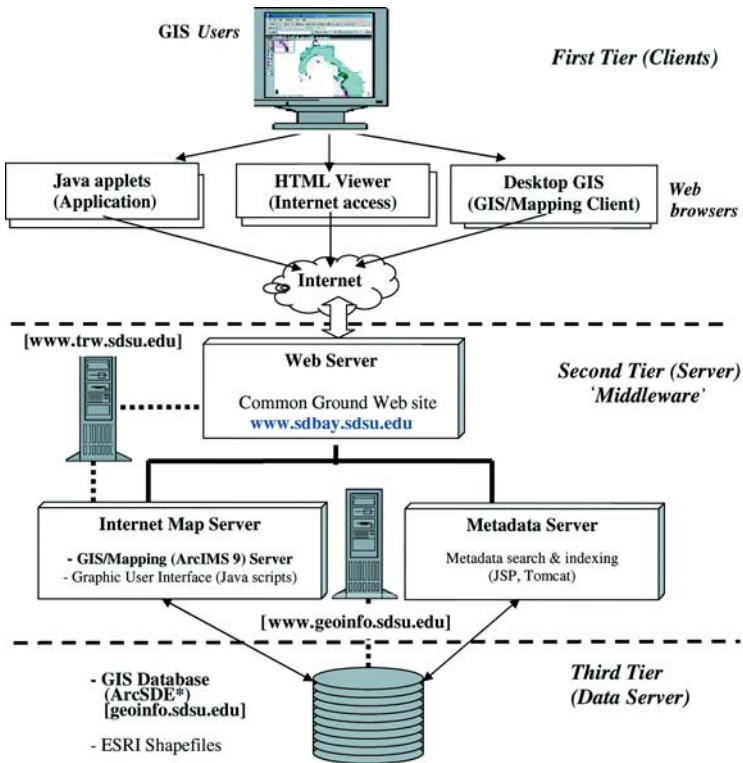 GIS Users
First Tier (Clients)
Java applets
(Application)
HTML Viewer
(Internet access)
Desktop GIS
(GIS/Mapping Client)
Web
browsers
Internet
[www.trw.sdsu.edu]
Web Server
Common Ground Web site
www.sdbay.sdsu.edu
Second Tier (Server)
'Middleware'
Internet Map Server
- GIS/Mapping (ArcIMS 9) Server
- Graphic User Interface (Java scripts)
Metadata Server
Metadata search & indexing
(JSP, Tomcat)
[www.geoinfo.sdsu.edu]
- GIS Database
(ArcSDE*)
[geoinfo.sdsu.edu]
- ESRI Shapefiles
Third Tier
(Data Server)